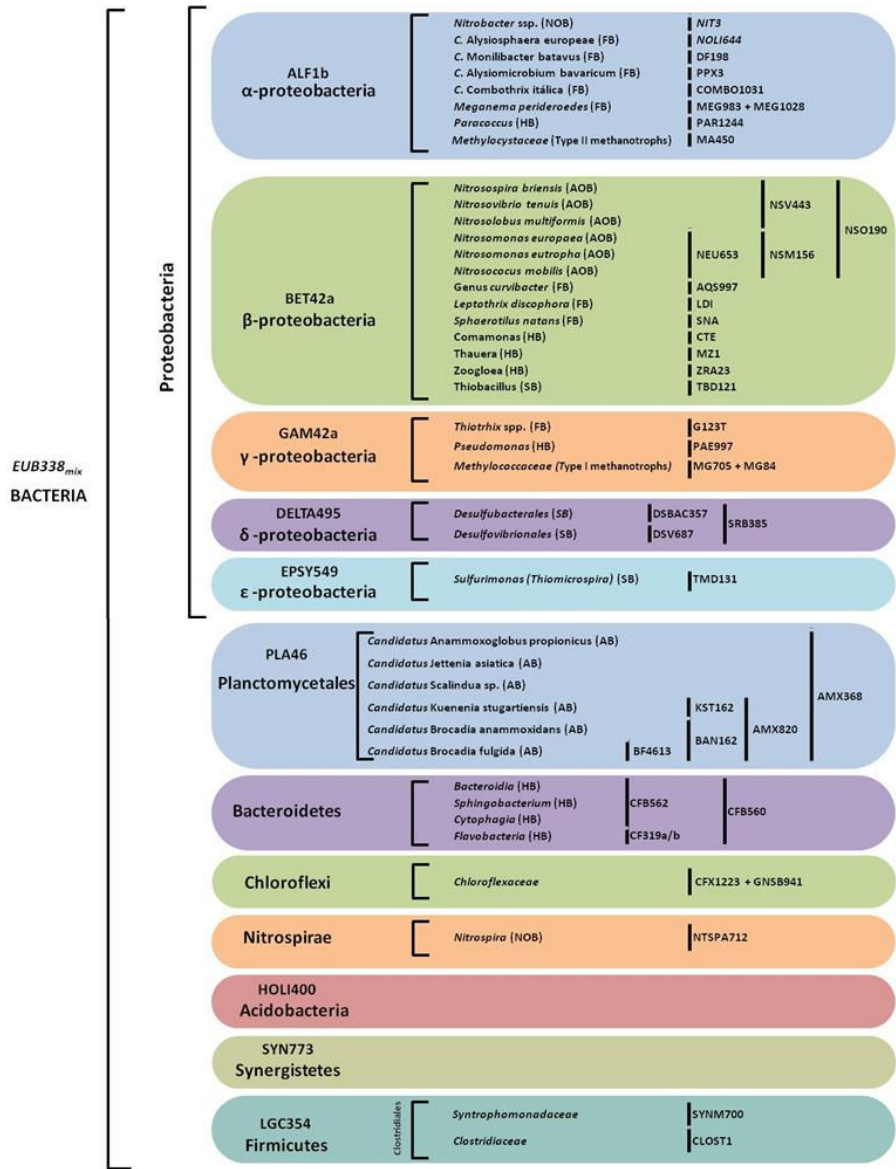 EUB338mix
BACTERIA
Proteobacteria
ALF1b
α-proteobacteria
Nitrobacter ssp. (NOB) NIT3
C. Alysiosphaera europeae (FB) NOLI644
C. Monilibacter batavus (FB) DF198
C. Alysiomicrobium bavaricum (FB) PPX3
C. Combothrix itálica (FB) COMBO1031
Meganema perideroedes (FB) MEG983 + MEG1028
Paracoccus (HB) PAR1244
Methylocystaceae (Type II methanotrophs) MA450
BET42a
β-proteobacteria
Nitrosospira briensis (AOB)
Nitrosovibrio tenuis (AOB) NSV443
Nitrosolobus multiformis (AOB) NSO190
Nitrosomonas europaea (AOB)
Nitrosomonas eutropha (AOB) NEU653 NSM156
Nitrosococus mobilis (AOB)
Genus curvibacter (FB) AQS997
Leptothrix discophora (FB) LDI
Sphaerotilus natans (FB) SNA
Comamonas (HB) CTE
Thauera (HB) MZ1
Zoogloea (HB) ZRA23
Thiobacillus (SB) TBD121
GAM42a
γ -proteobacteria
Thiotrhix spp. (FB) G123T
Pseudomonas (HB) PAE997
Methylococcaceae (Type I methanotrophs) MG705 + MG84
DELTA495
δ -proteobacteria
Desulfubacterales (SB) DSBAC357
SRB385
Desulfovibrionales (SB) DSV687
EPSY549
ε -proteobacteria
Sulfurimonas (Thiomicrospira) (SB) TMD131
PLA46
Planctomycetales
Candidatus Anammoxoglobus propionicus (AB)
Candidatus Jettenia asiatica (AB)
Candidatus Scalindua sp. (AB)
AMX368
Candidatus Kuenenia stugartiensis (AB) KST162
Candidatus Brocadia anammoxidans (AB) BAN162 AMX820
Candidatus Brocadia fulgida (AB) BF4613
Bacteroidetes
Bacteroidia (HB)
Sphingobacterium (HB) CFB562 CFB560
Cytophagia (HB)
Flavobacteria (HB) CF319a/b
Chloroflexi
Chloroflexaceae CFX1223 + GNSB941
Nitrospirae
Nitrospira (NOB) NTSPA712
HOLI400
Acidobacteria
SYN773
Synergistetes
LGC354
Firmicutes
Clostridiales
Syntrophomonadaceae SYNM700
Clostridiaceae CLOST1